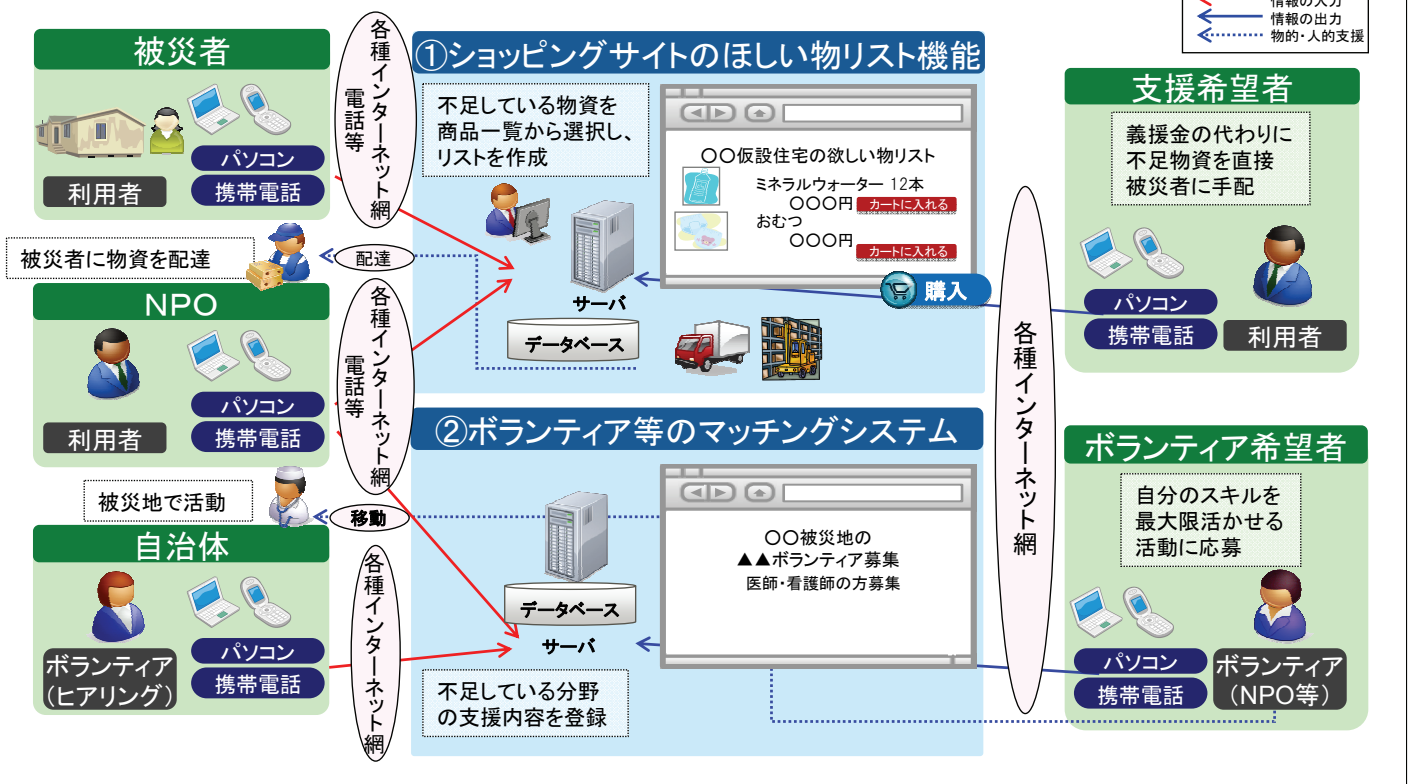 情報の入力
情報の出力
物的・人的支援
被災者
利用者
パソコン
携帯電話
各種インターネット網
電話等
被災者に物資を配達
配達
NPO
利用者
パソコン
携帯電話
各種インターネット網
電話等
被災地で活動
移動
自治体
ボランティア
(ヒアリング)
パソコン
携帯電話
各種インターネット網
①ショッピングサイトのほしい物リスト機能
不足している物資を
商品一覧から選択し、
リストを作成
サーバ
データベース
〇〇仮設住宅の欲しい物リスト
ミネラルウォーター 12本
〇〇〇円 カートに入れる
おむつ
〇〇〇円
カートに入れる
購入
②ボランティア等のマッチングシステム
データベース
サーバ
不足している分野
の支援内容を登録
〇〇被災地の
▲▲ボランティア募集
医師・看護師の方募集
各種インターネット網
支援希望者
義援金の代わりに
不足物資を直接
被災者に手配
パソコン
携帯電話
利用者
ボランティア希望者
自分のスキルを
最大限活かせる
活動に応募
パソコン
携帯電話
ボランティア
(NPO等)